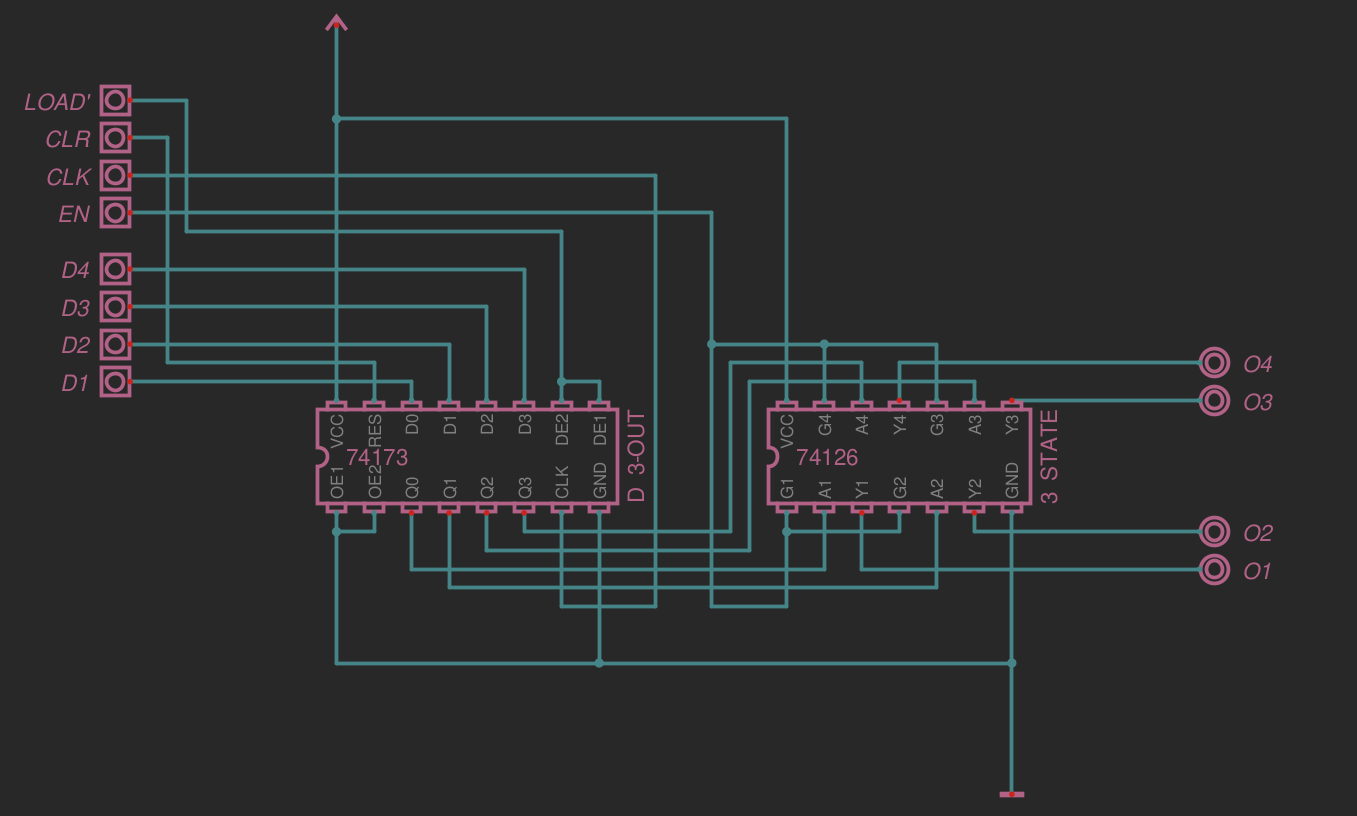 LOAD'
CLR
CLK
EN
D4
D3
D2
D1
O4
O3
O2
O1
VCC
RES
D0
D1
D2
D3
DE2
DE1
74173
OE1
OE2
Q0
Q1
Q2
Q3
CLK
GND
D 3-OUT
VCC
G4
A4
Y4
G3
A3
Y3
74126
G1
A1
Y1
G2
A2
Y2
GND
3 STATE